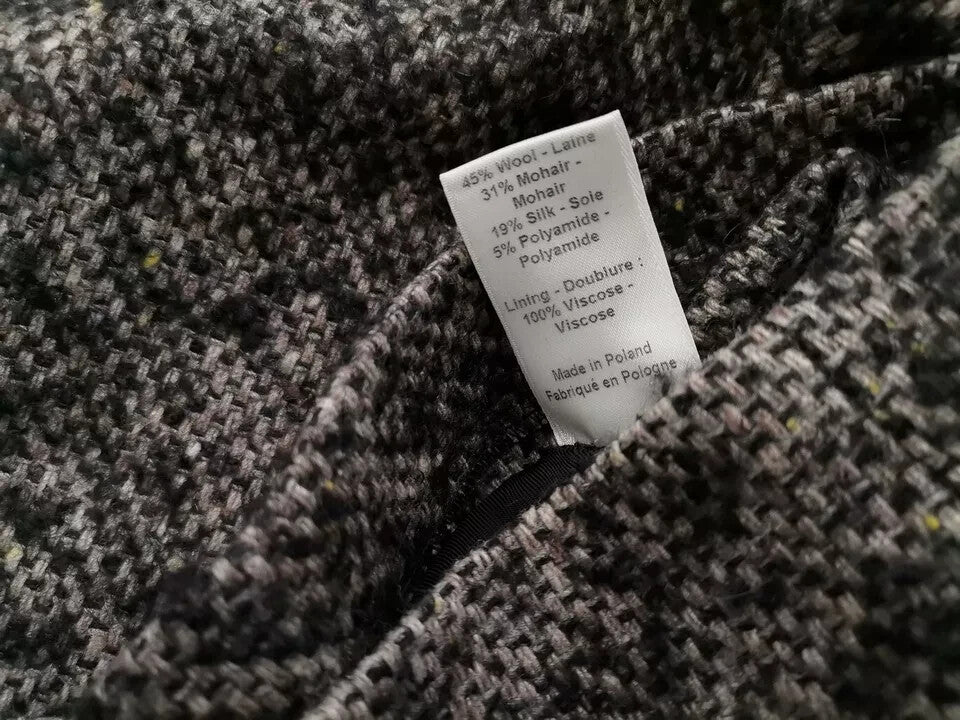 45% Wool - Laine
31% Mohair -
Mohair
19% Silk - Soie
5% Polyamide -
Polyamide
Lining - Doublure :
100% Viscose -
Viscose
Made in Poland
Fabriqué en Pologne